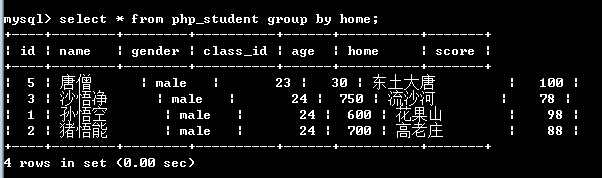 mysql> select * from php_student group by home;
+----+--------+--------+----------+------+----------+-------+
| id | name   | gender | class_id | age  | home     | score |
+----+--------+--------+----------+------+----------+-------+
|  5 | 唐僧 | male | 23 | 30 | 东土大唐 | 100 |
|  3 | 沙悟净 | male | 24 | 750 | 流沙河 | 78 |
|  1 | 孙悟空 | male | 24 | 600 | 花果山 | 98 |
|  2 | 猪悟能 | male | 24 | 700 | 高老庄 | 88 |
+----+--------+--------+----------+------+----------+-------+
4 rows in set (0.00 sec)